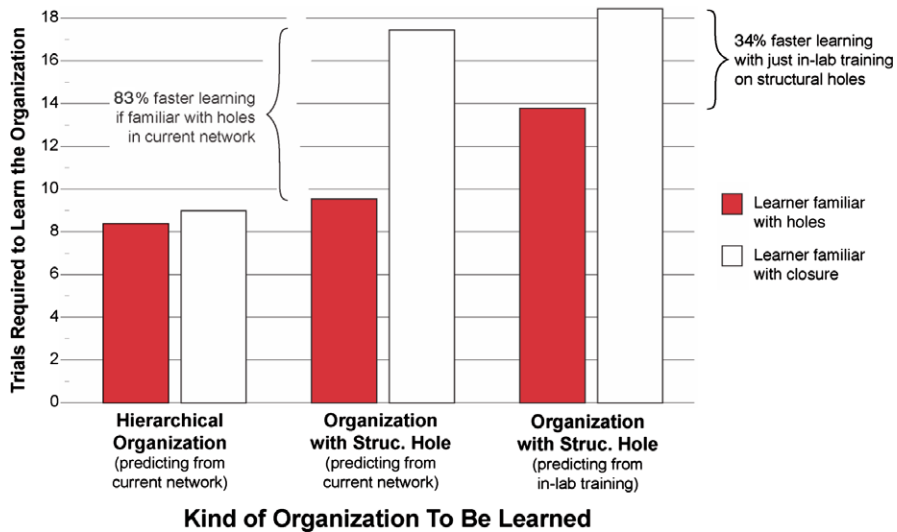 Trials Required to Learn the Organization
18
16
14
12
10
8
6
4
2
0
83% faster learning
if familiar with holes
in current network
34% faster learning
with just in-lab training
on structural holes
Learner familiar
with holes
Learner familiar
with closure
Hierarchical
Organization
(predicting from
current network)
Organization
with Struc. Hole
(predicting from
current network)
Organization
with Struc. Hole
(predicting from
in-lab training)
Kind of Organization To Be Learned